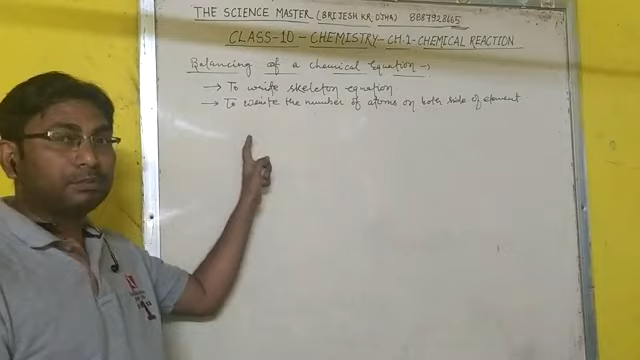 THE SCIENCE MASTER (BRIJESH KR. OJHA) 8887928665
CLASS-10 - CHEMISTRY - CH.1 - CHEMICAL REACTION
Balancing of a chemical Equation -
→ To write skeleton equation
→ To write the number of atoms on both side of element